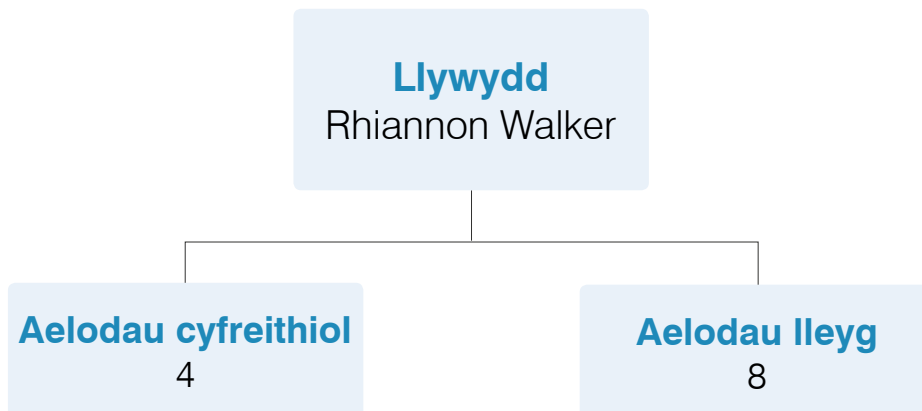 Llywydd
Rhiannon Walker
Aelodau cyfreithiol
4
Aelodau lleyg
8